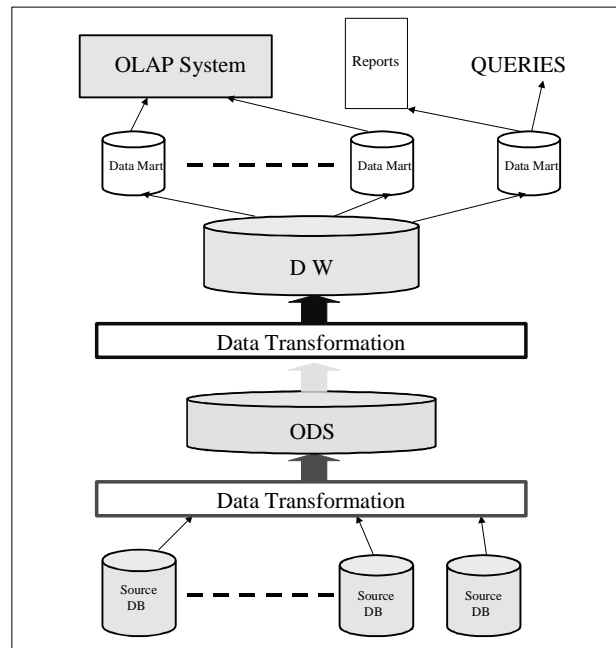 OLAP System
Reports
QUERIES
Data Mart
Data Mart
Data Mart
D W
Data Transformation
ODS
Data Transformation
Source
DB
Source
DB
Source
DB